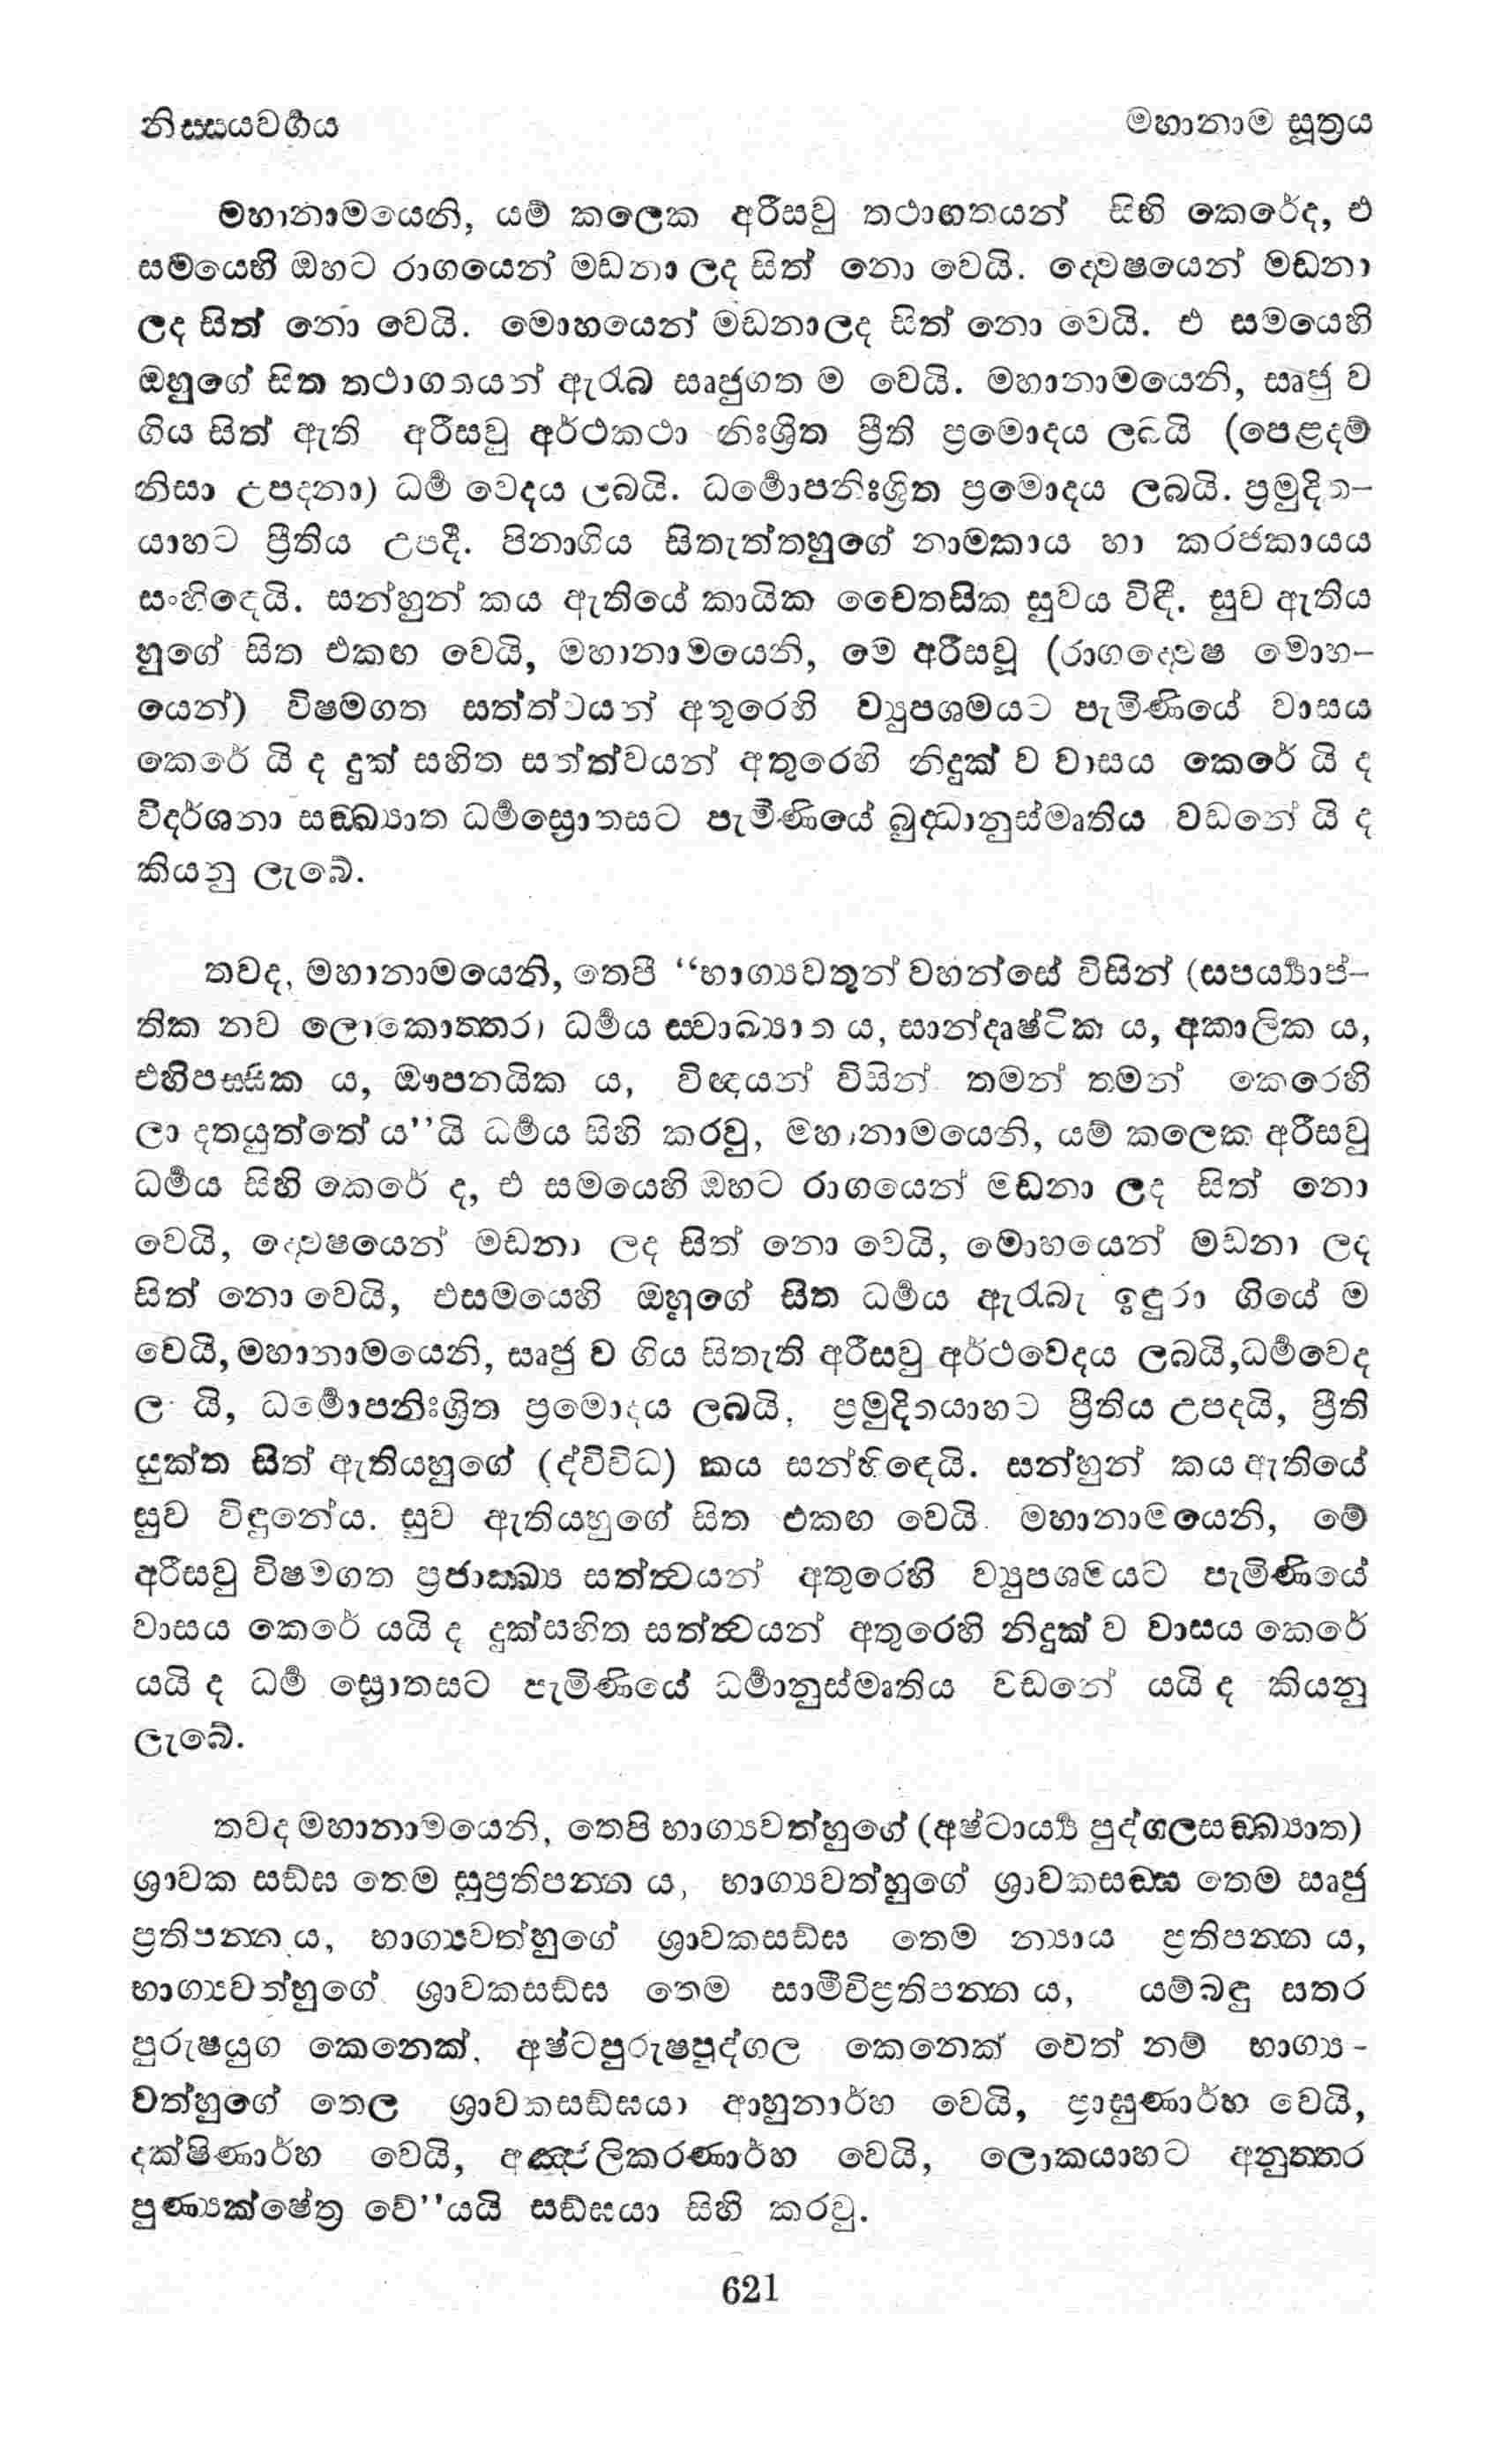 නිස්සයවර්‍ගය මහානාම සූත්‍රය
මහානාමයෙනි, යම් කලෙක අරීසවු තථාගතයන් සිහි කෙරේද, එ
සමයෙහි ඔහට රාගයෙන් මඩනා ලද සිත් නො වෙයි. ද්‍වෙෂයෙන් මඩනා
ලද සිත් නො වෙයි. මොහයෙන් මඩනාලද සිත් නො වෙයි. එ සමයෙහි
ඔහුගේ සිත තථාගතයන් ඇරැබ සෘජුගත ම වෙයි. මහානාමයෙනි, සෘජු ව
ගිය සිත් ඇති අරීසවු අර්ථකථා නිඃශ්‍රිත ප්‍රීති ප්‍රමොදය ලබයි (පෙළදම්
නිසා උපදනා) ධර්‍ම වෙදය ලබයි. ධර්‍මොපනිඃශ්‍රිත ප්‍රමොදය ලබයි. ප්‍රමුදිත-
යාහට ප්‍රීතිය උපදී. පිනාගිය සිතැත්තහුගේ නාමකාය හා කරජකායය
සංහිඳෙයි. සන්හුන් කය ඇතියේ කායික චෛතසික සුවය විඳී. සුව ඇතිය
හුගේ සිත එකඟ වෙයි, මහානාමයෙනි, මෙ අරීසවූ (රාගද්‍වෙෂ මොහ-
යෙන්) විෂමගත සත්ත්වයන් අතුරෙහි ව්‍යුපශමයට පැමිණියේ වාසය
කෙරේ යි ද දුක් සහිත සත්ත්වයන් අතුරෙහි නිදුක් ව වාසය කෙරේ යි ද
විදර්ශනා සඞ්ඛ්‍යාත ධර්‍මස්‍රොතසට පැමිණියේ බුද්ධානුස්මෘතිය වඩනේ යි ද
කියනු ලැබේ.
තවද, මහානාමයෙනි, තෙපි "භාග්‍යවතුන් වහන්සේ විසින් (සපර්‍ය්‍යාප්-
තික නව ලොකොත්තර) ධර්‍මය ස්වාඛ්‍යාත ය, සාන්දෘෂ්ටික ය, අකාලික ය,
එහිපස්සික ය, ඖපනයික ය, විඥයන් විසින් තමන් තමන් කෙරෙහි
ලා දතයුත්තේ ය"යි ධර්‍මය සිහි කරවු, මහානාමයෙනි, යම් කලෙක අරීසවු
ධර්‍මය සිහි කෙරේ ද, එ සමයෙහි ඔහට රාගයෙන් මඩනා ලද සිත් නො
වෙයි, ද්‍වෙෂයෙන් මඩනා ලද සිත් නො වෙයි, මොහයෙන් මඩනා ලද
සිත් නො වෙයි, එසමයෙහි ඔහුගේ සිත ධර්‍මය ඇරැබැ ඉඳුරා ගියේ ම
වෙයි, මහානාමයෙනි, සෘජු ව ගිය සිතැති අරීසවු අර්ථවෙදය ලබයි,ධර්‍මවෙද
ල යි, ධර්‍මොපනිඃශ්‍රිත ප්‍රමොදය ලබයි, ප්‍රමුදිතයාහට ප්‍රීතිය උපදයි, ප්‍රීති
යුක්ත සිත් ඇතියහුගේ (ද්විවිධ) කය සන්හිඳෙයි. සන්හුන් කය ඇතියේ
සුව විඳුනේය. සුව ඇතියහුගේ සිත එකඟ වෙයි. මහානාමයෙනි, මේ
අරීසවු විෂමගත ප්‍රජාසඞ්ඛ්‍ය සත්ත්වයන් අතුරෙහි ව්‍යුපශමයට පැමිණියේ
වාසය කෙරේ යයි ද දුක්සහිත සත්ත්වයන් අතුරෙහි නිදුක් ව වාසය කෙරේ
යයි ද ධර්‍ම ස්‍රොතසට පැමිණියේ ධර්‍මානුස්මෘතිය වඩනේ යයි ද කියනු
ලැබේ.
තවද මහානාමයෙනි, තෙපි භාග්‍යවත්හුගේ (අෂ්ටාර්‍ය්‍ය පුද්ගලසඞ්ඛ්‍යාත)
ශ්‍රාවක සඞ්ඝ තෙම සුප්‍රතිපන්න ය, භාග්‍යවත්හුගේ ශ්‍රාවකසඞ්ඝ තෙම සෘජු
ප්‍රතිපන්න ය, භාග්‍යවත්හුගේ ශ්‍රාවකසඞ්ඝ තෙම න්‍යාය ප්‍රතිපන්න ය,
භාග්‍යවත්හුගේ ශ්‍රාවකසඞ්ඝ තෙම සාමීචිප්‍රතිපන්න ය, යම්බඳු සතර
පුරුෂයුග කෙනෙක්, අෂ්ටපුරුෂපුද්ගල කෙනෙක් වෙත් නම් භාග්‍ය-
වත්හුගේ තෙල ශ්‍රාවකසඞ්ඝයා ආහුනාර්හ වෙයි, ප්‍රාඝුණාර්හ වෙයි,
දක්ෂිණාර්හ වෙයි, අඤ්ජලිකරණාර්හ වෙයි, ලොකයාහට අනුත්තර
පුණ්‍යක්ෂේත්‍ර වේ"යයි සඞ්ඝයා සිහි කරවු.
621